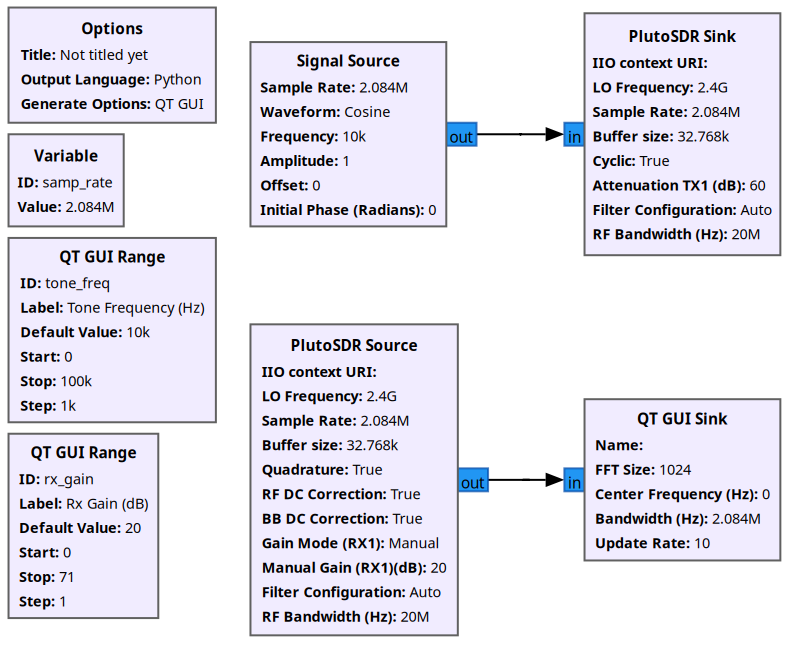 Options
Title: Not titled yet
Output Language: Python
Generate Options: QT GUI
Variable
ID: samp_rate
Value: 2.084M
QT GUI Range
ID: tone_freq
Label: Tone Frequency (Hz)
Default Value: 10k
Start: 0
Stop: 100k
Step: 1k
QT GUI Range
ID: rx_gain
Label: Rx Gain (dB)
Default Value: 20
Start: 0
Stop: 71
Step: 1
Signal Source
Sample Rate: 2.084M
Waveform: Cosine
Frequency: 10k
Amplitude: 1
Offset: 0
Initial Phase (Radians): 0
out
in
PlutoSDR Sink
IIO context URI:
LO Frequency: 2.4G
Sample Rate: 2.084M
Buffer size: 32.768k
Cyclic: True
Attenuation TX1 (dB): 60
Filter Configuration: Auto
RF Bandwidth (Hz): 20M
PlutoSDR Source
IIO context URI:
LO Frequency: 2.4G
Sample Rate: 2.084M
Buffer size: 32.768k
Quadrature: True
RF DC Correction: True
BB DC Correction: True
Gain Mode (RX1): Manual
Manual Gain (RX1)(dB): 20
Filter Configuration: Auto
RF Bandwidth (Hz): 20M
out
in
QT GUI Sink
Name:
FFT Size: 1024
Center Frequency (Hz): 0
Bandwidth (Hz): 2.084M
Update Rate: 10